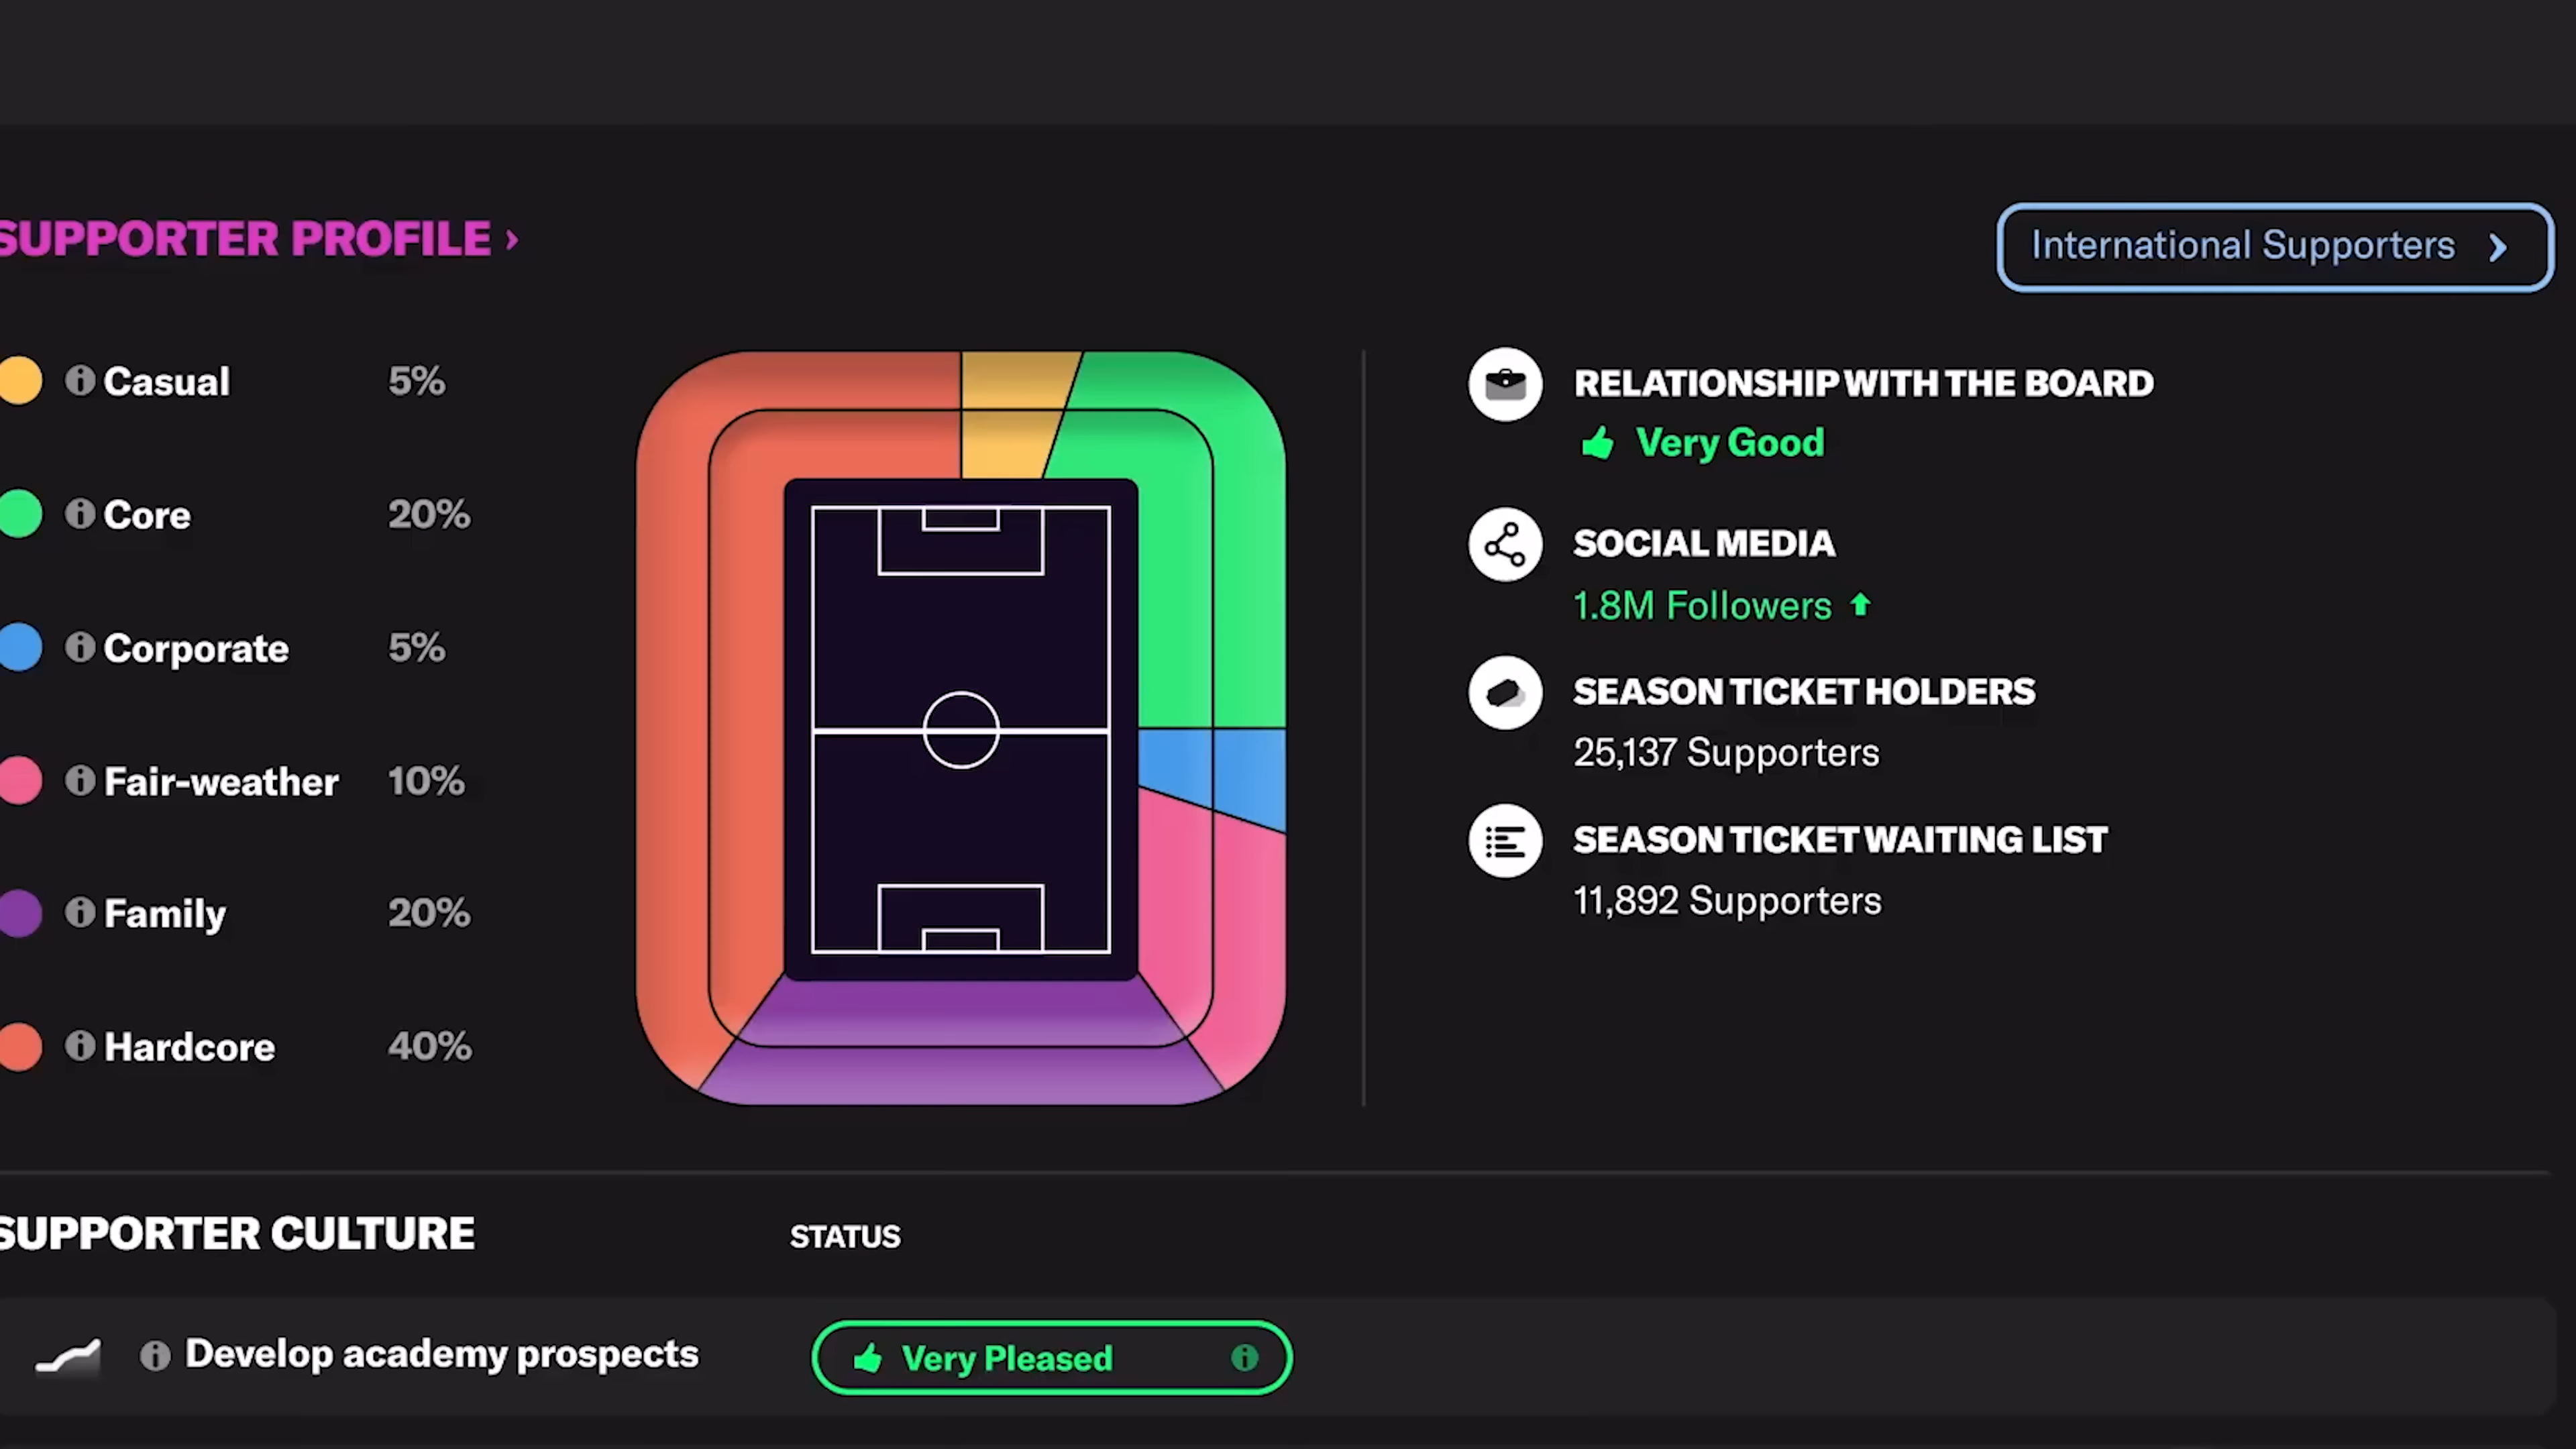 SUPPORTER PROFILE
International Supporters
Casual 5%
Core 20%
Corporate 5%
Fair-weather 10%
Family 20%
Hardcore 40%
RELATIONSHIP WITH THE BOARD
Very Good
SOCIAL MEDIA
1.8M Followers
SEASON TICKET HOLDERS
25,137 Supporters
SEASON TICKET WAITING LIST
11,892 Supporters
SUPPORTER CULTURE STATUS
Develop academy prospects Very Pleased